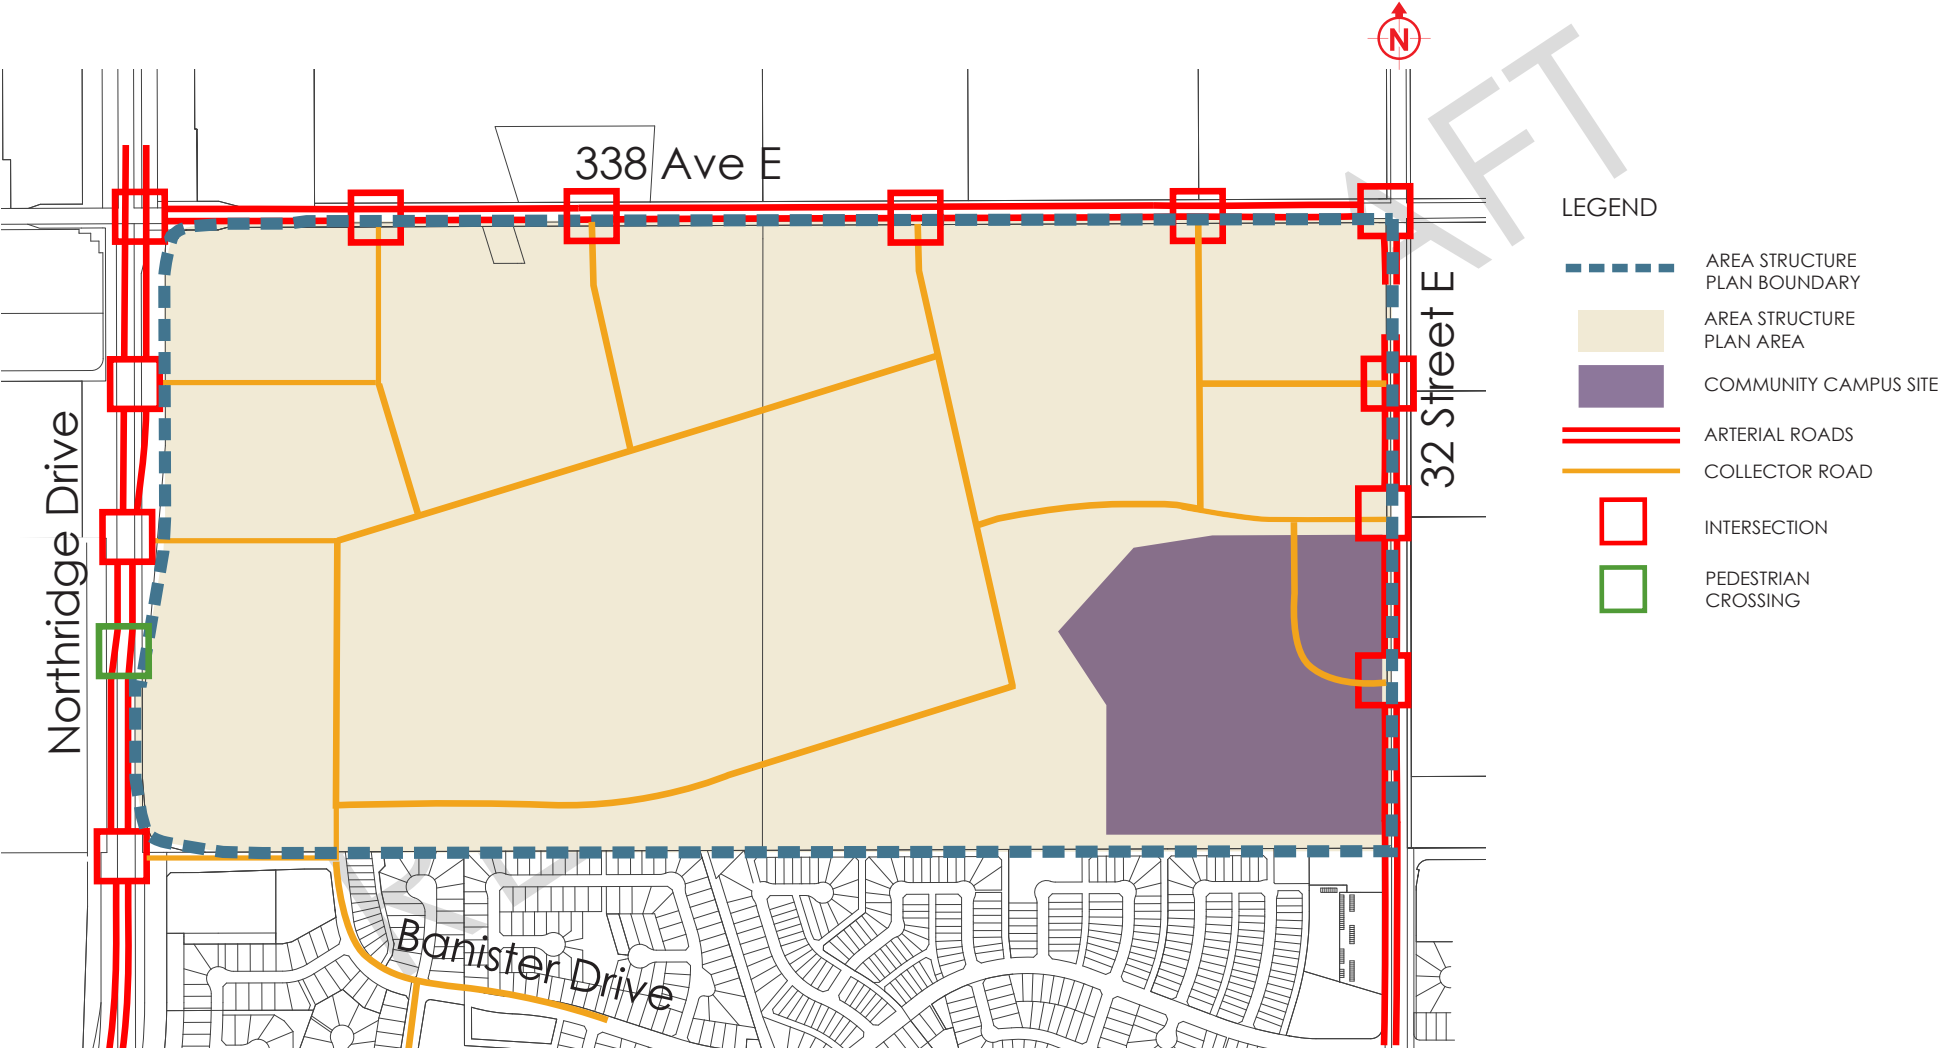 N
338 Ave E
32 Street E
Northridge Drive
Banister Drive
LEGEND
AREA STRUCTURE
PLAN BOUNDARY
AREA STRUCTURE
PLAN AREA
COMMUNITY CAMPUS SITE
ARTERIAL ROADS
COLLECTOR ROAD
INTERSECTION
PEDESTRIAN
CROSSING